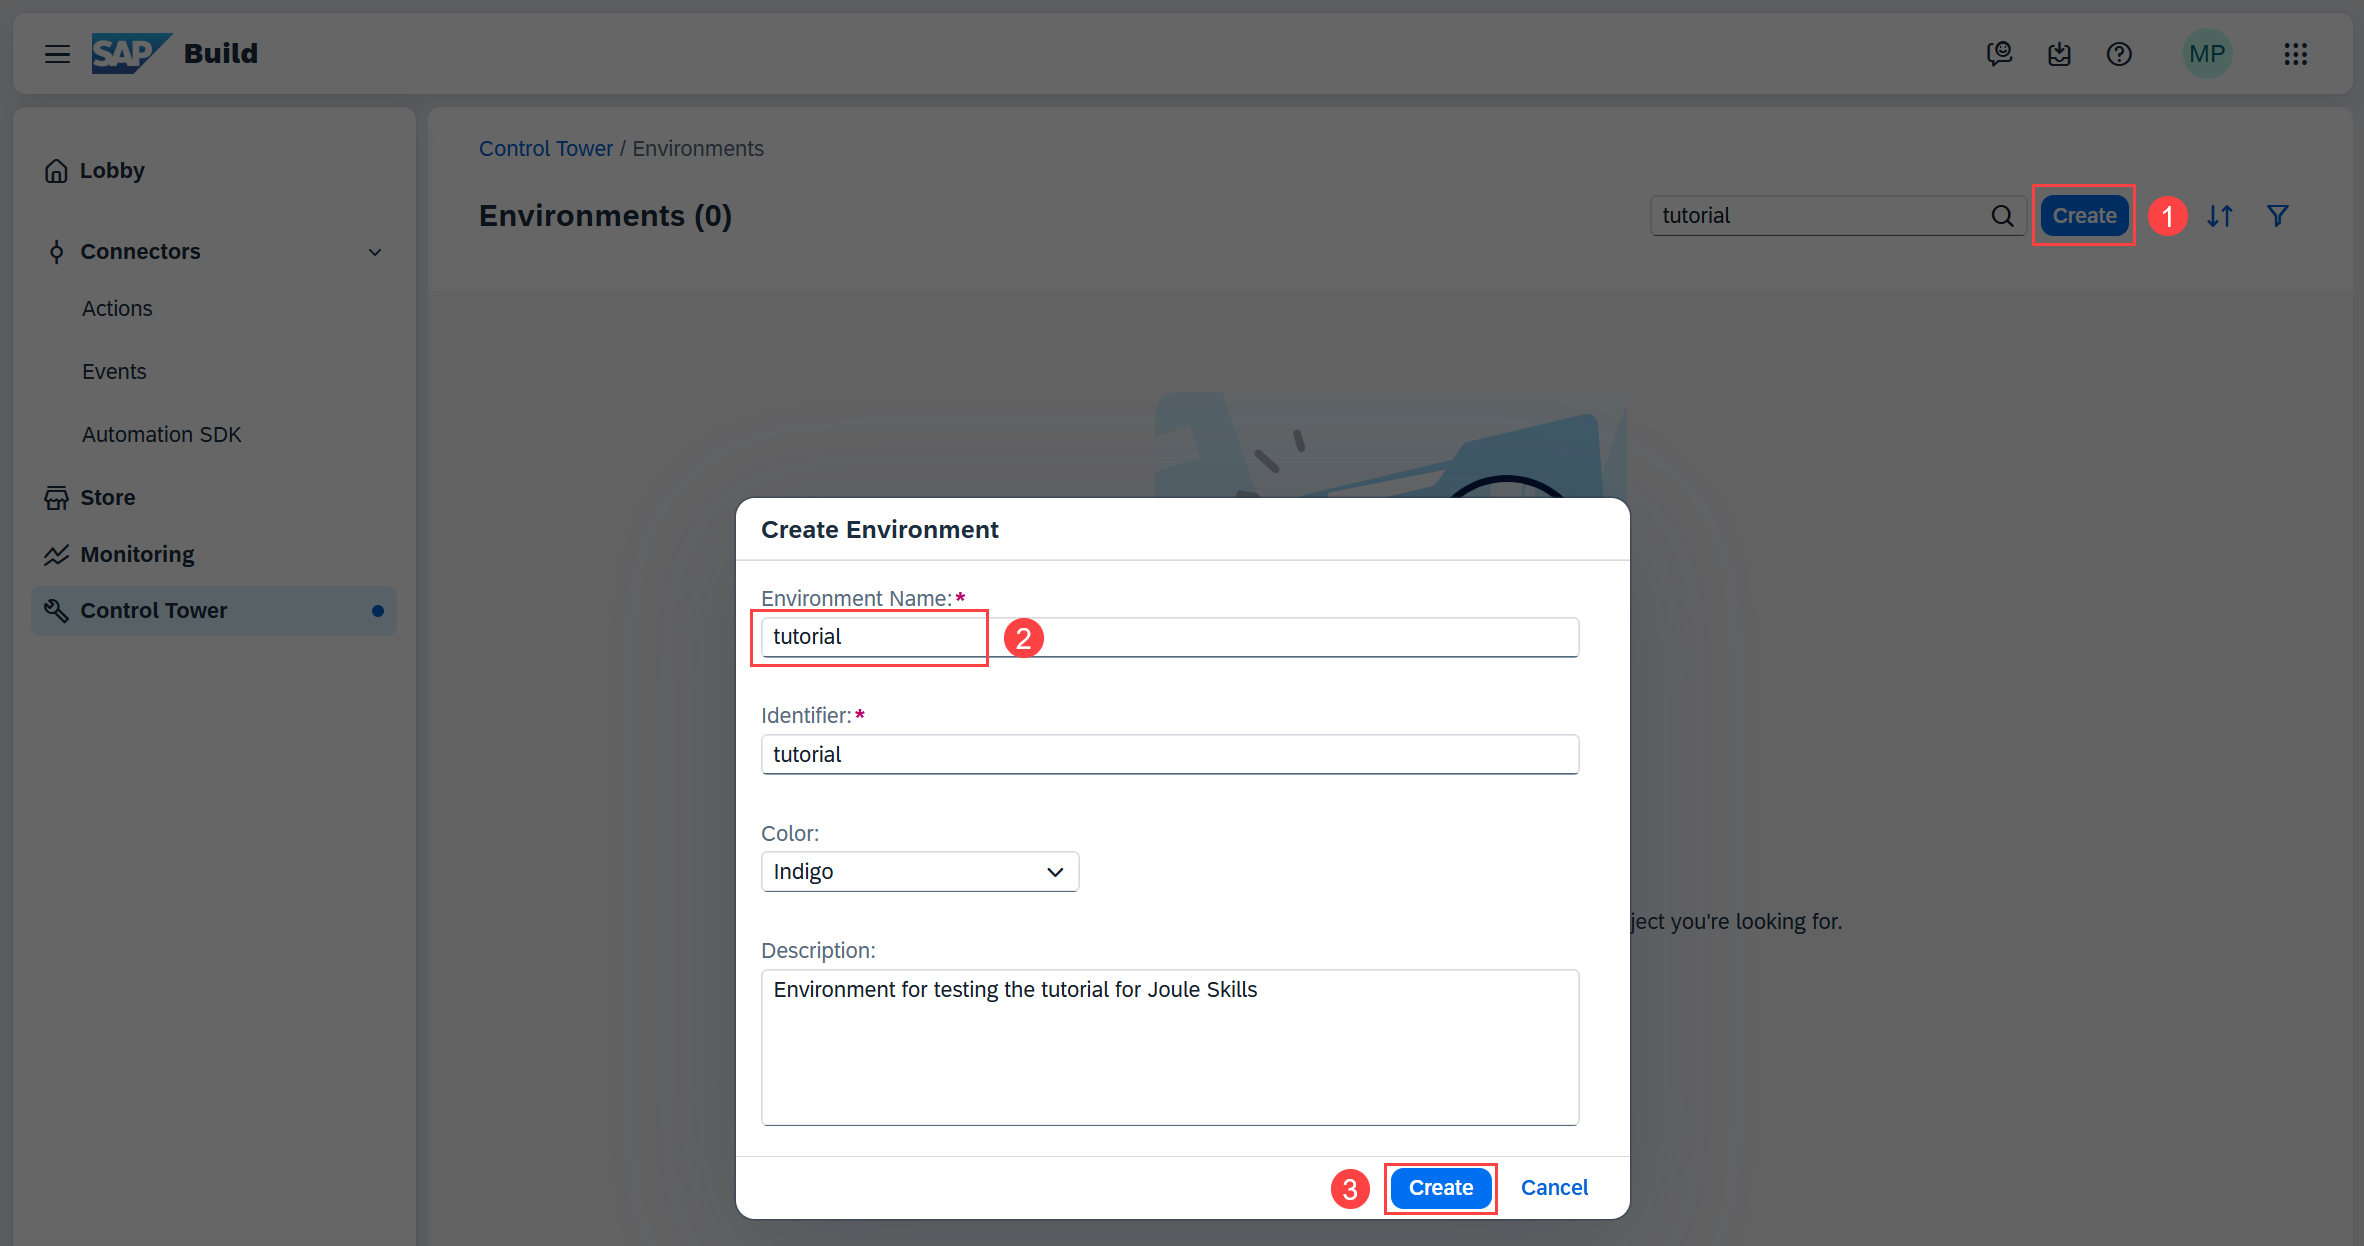 SAP Build
MP
Lobby
Connectors
Actions
Events
Automation SDK
Store
Monitoring
Control Tower
Control Tower / Environments
Environments (0)
tutorial
Create
1
ject you're looking for.
Create Environment
Environment Name:*
tutorial
2
Identifier:*
tutorial
Color:
Indigo
Description:
Environment for testing the tutorial for Joule Skills
3
Create
Cancel